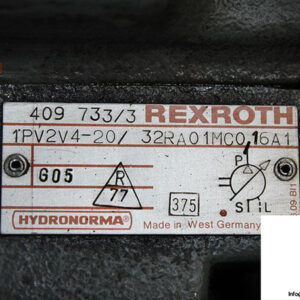 409 733/3 REXROTH
1PV2V4-20/ 32RA01MC0,16A1
P
G05
R
77
375
S L
HYDRONORMA
Made in West Germany